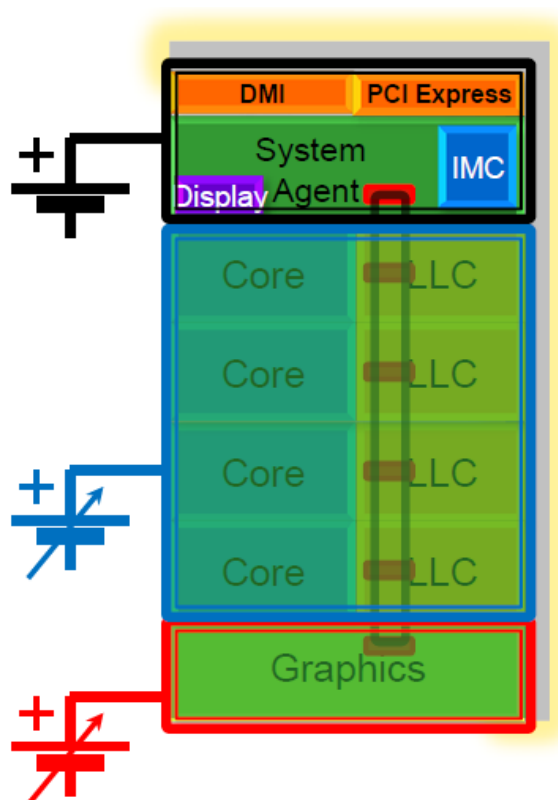 DMI
PCI Express
System
Agent
IMC
Display
Core
LLC
Core
LLC
Core
LLC
Core
LLC
Graphics
+
+
+